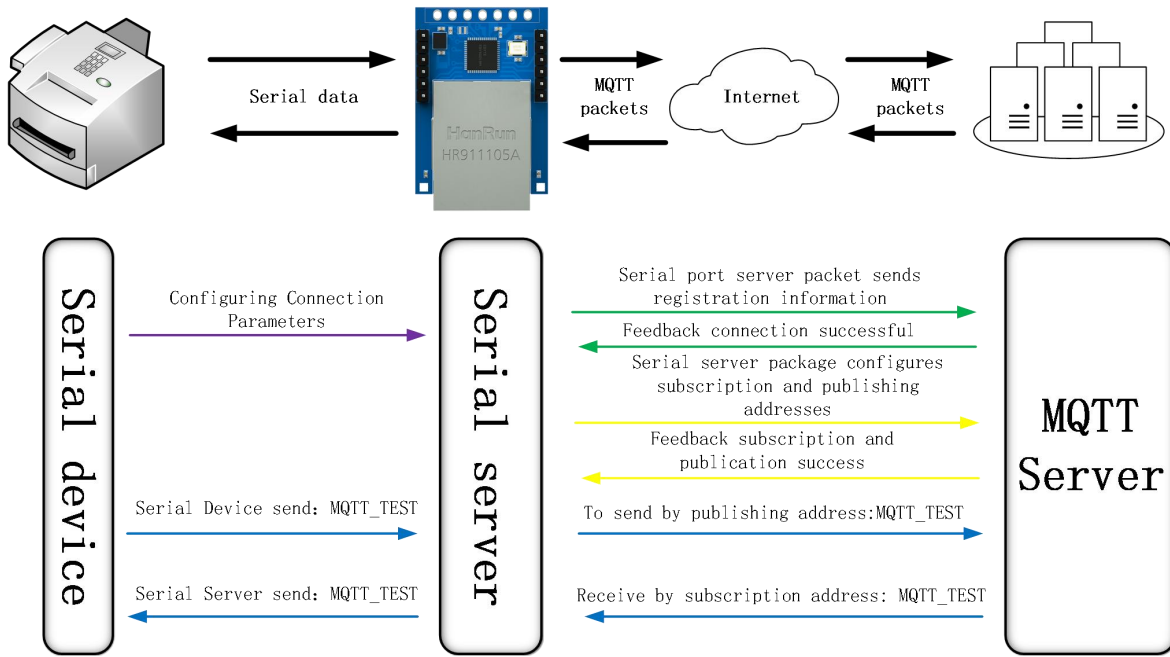 Serial data
HanRun
HR911105A
MQTT
packets
Internet
MQTT
packets
Serial device
Configuring Connection
Parameters
Serial server
Serial port server packet sends
registration information
Feedback connection successful
Serial server package configures
subscription and publishing
addresses
Feedback subscription and
publication success
MQTT
Server
Serial Device send: MQTT_TEST
To send by publishing address:MQTT_TEST
Serial Server send: MQTT_TEST
Receive by subscription address: MQTT_TEST